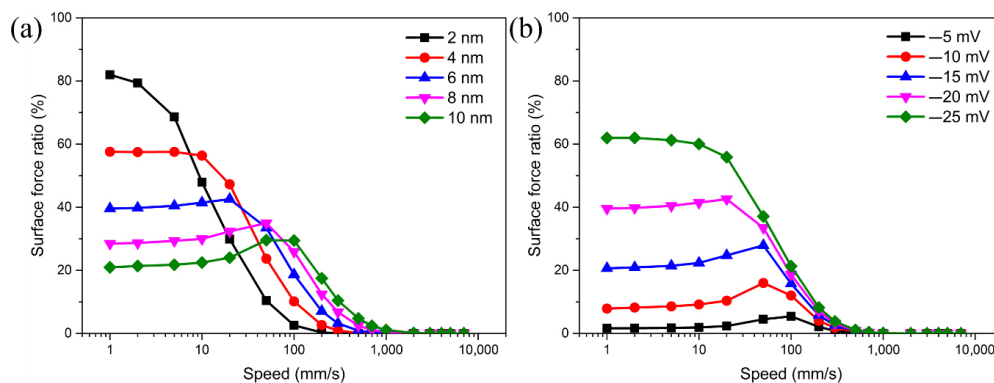 (a)
100
80
60
40
20
0
Surface force ratio (%)
2 nm
4 nm
6 nm
8 nm
10 nm
1
10
100
1,000
10,000
Speed (mm/s)
(b)
100
80
60
40
20
0
Surface force ratio (%)
—5 mV
—10 mV
—15 mV
—20 mV
—25 mV
1
10
100
1,000
10,000
Speed (mm/s)